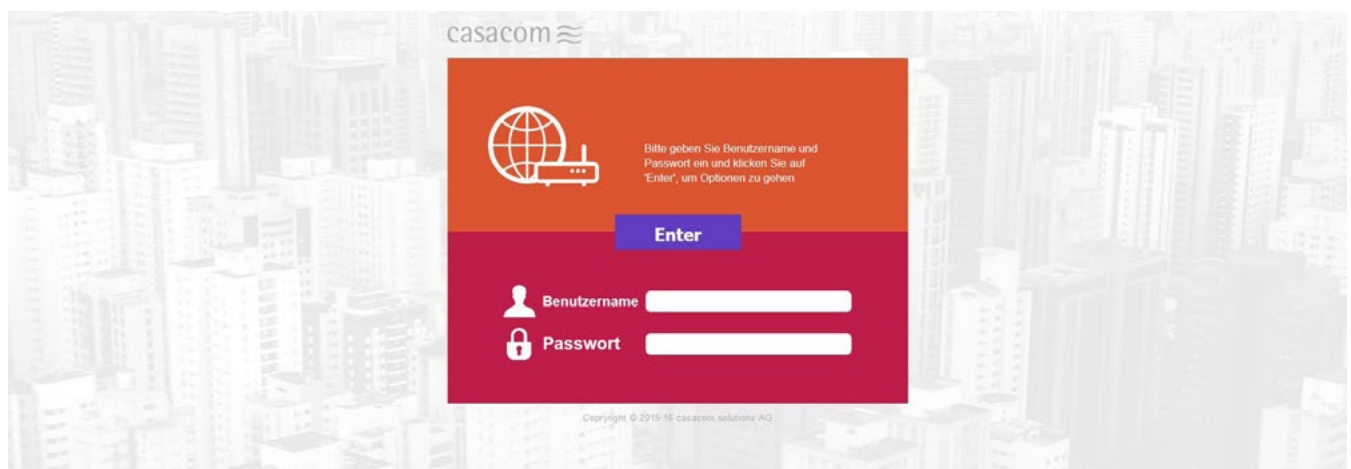 casacom
Bitte geben Sie Benutzername und
Passwort ein und klicken Sie auf
'Enter', um Optionen zu gehen
Enter
Benutzername
Passwort
Copyright © 2015-16 casacom solutions AG